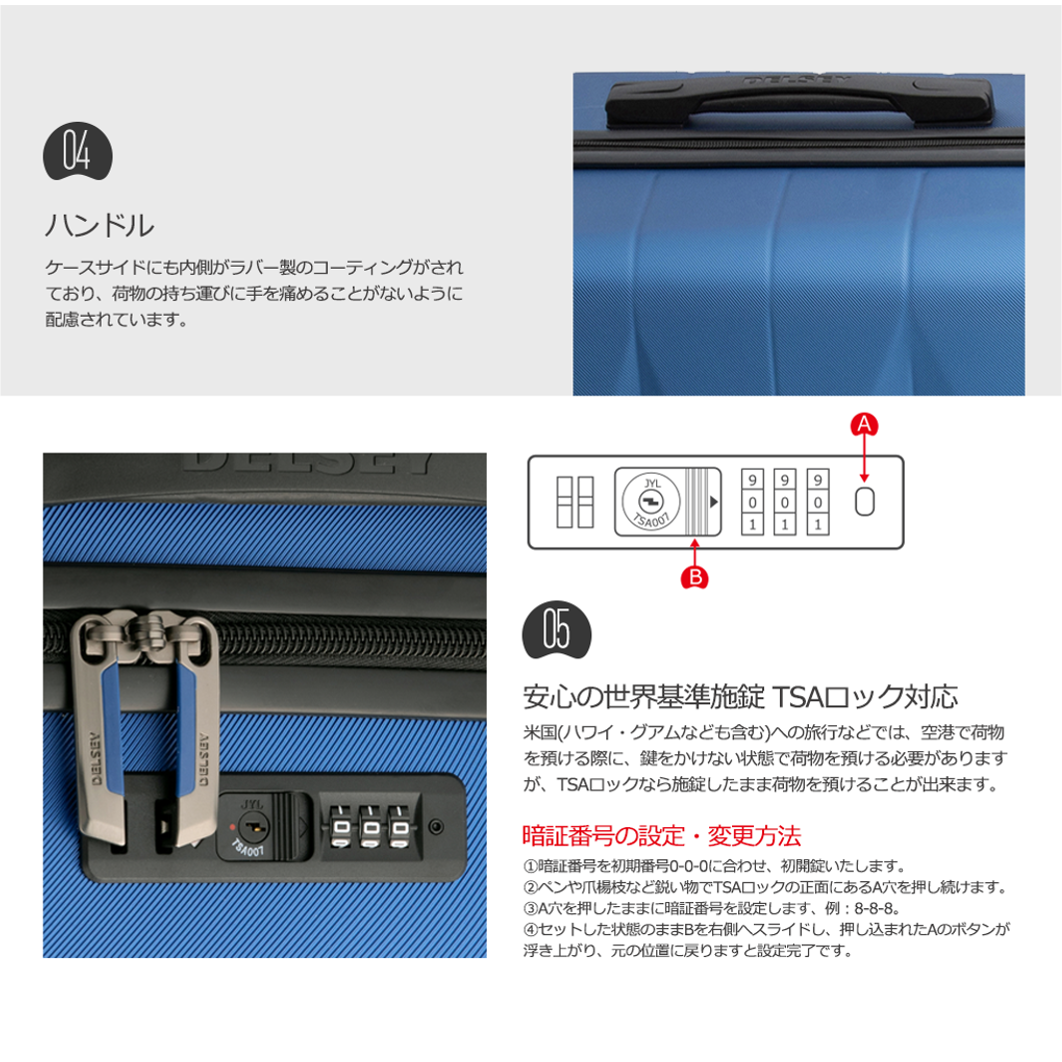 DELSEY
04
ハンドル
ケースサイドにも内側がラバー製のコーティングがされ
ており、荷物の持ち運びに手を痛めることがないように
配慮されています。
A
JYL
TSA007
9 9 9
0 0 0
1 1 1
B
DELSEY
DELSEY
DELSEY
JYL
TSA007
0 0 0
05
安心の世界基準施錠 TSAロック対応
米国(ハワイ・グアムなども含む)への旅行などでは、空港で荷物
を預ける際に、鍵をかけない状態で荷物を預ける必要があります
が、TSAロックなら施錠したまま荷物を預けることが出来ます。
暗証番号の設定・変更方法
①暗証番号を初期番号0-0-0に合わせ、初開錠いたします。
②ペンや爪楊枝など鋭い物でTSAロックの正面にあるA穴を押し続けます。
③A穴を押したままに暗証番号を設定します、例：8-8-8。
④セットした状態のままBを右側へスライドし、押し込まれたAのボタンが
浮き上がり、元の位置に戻りますと設定完了です。